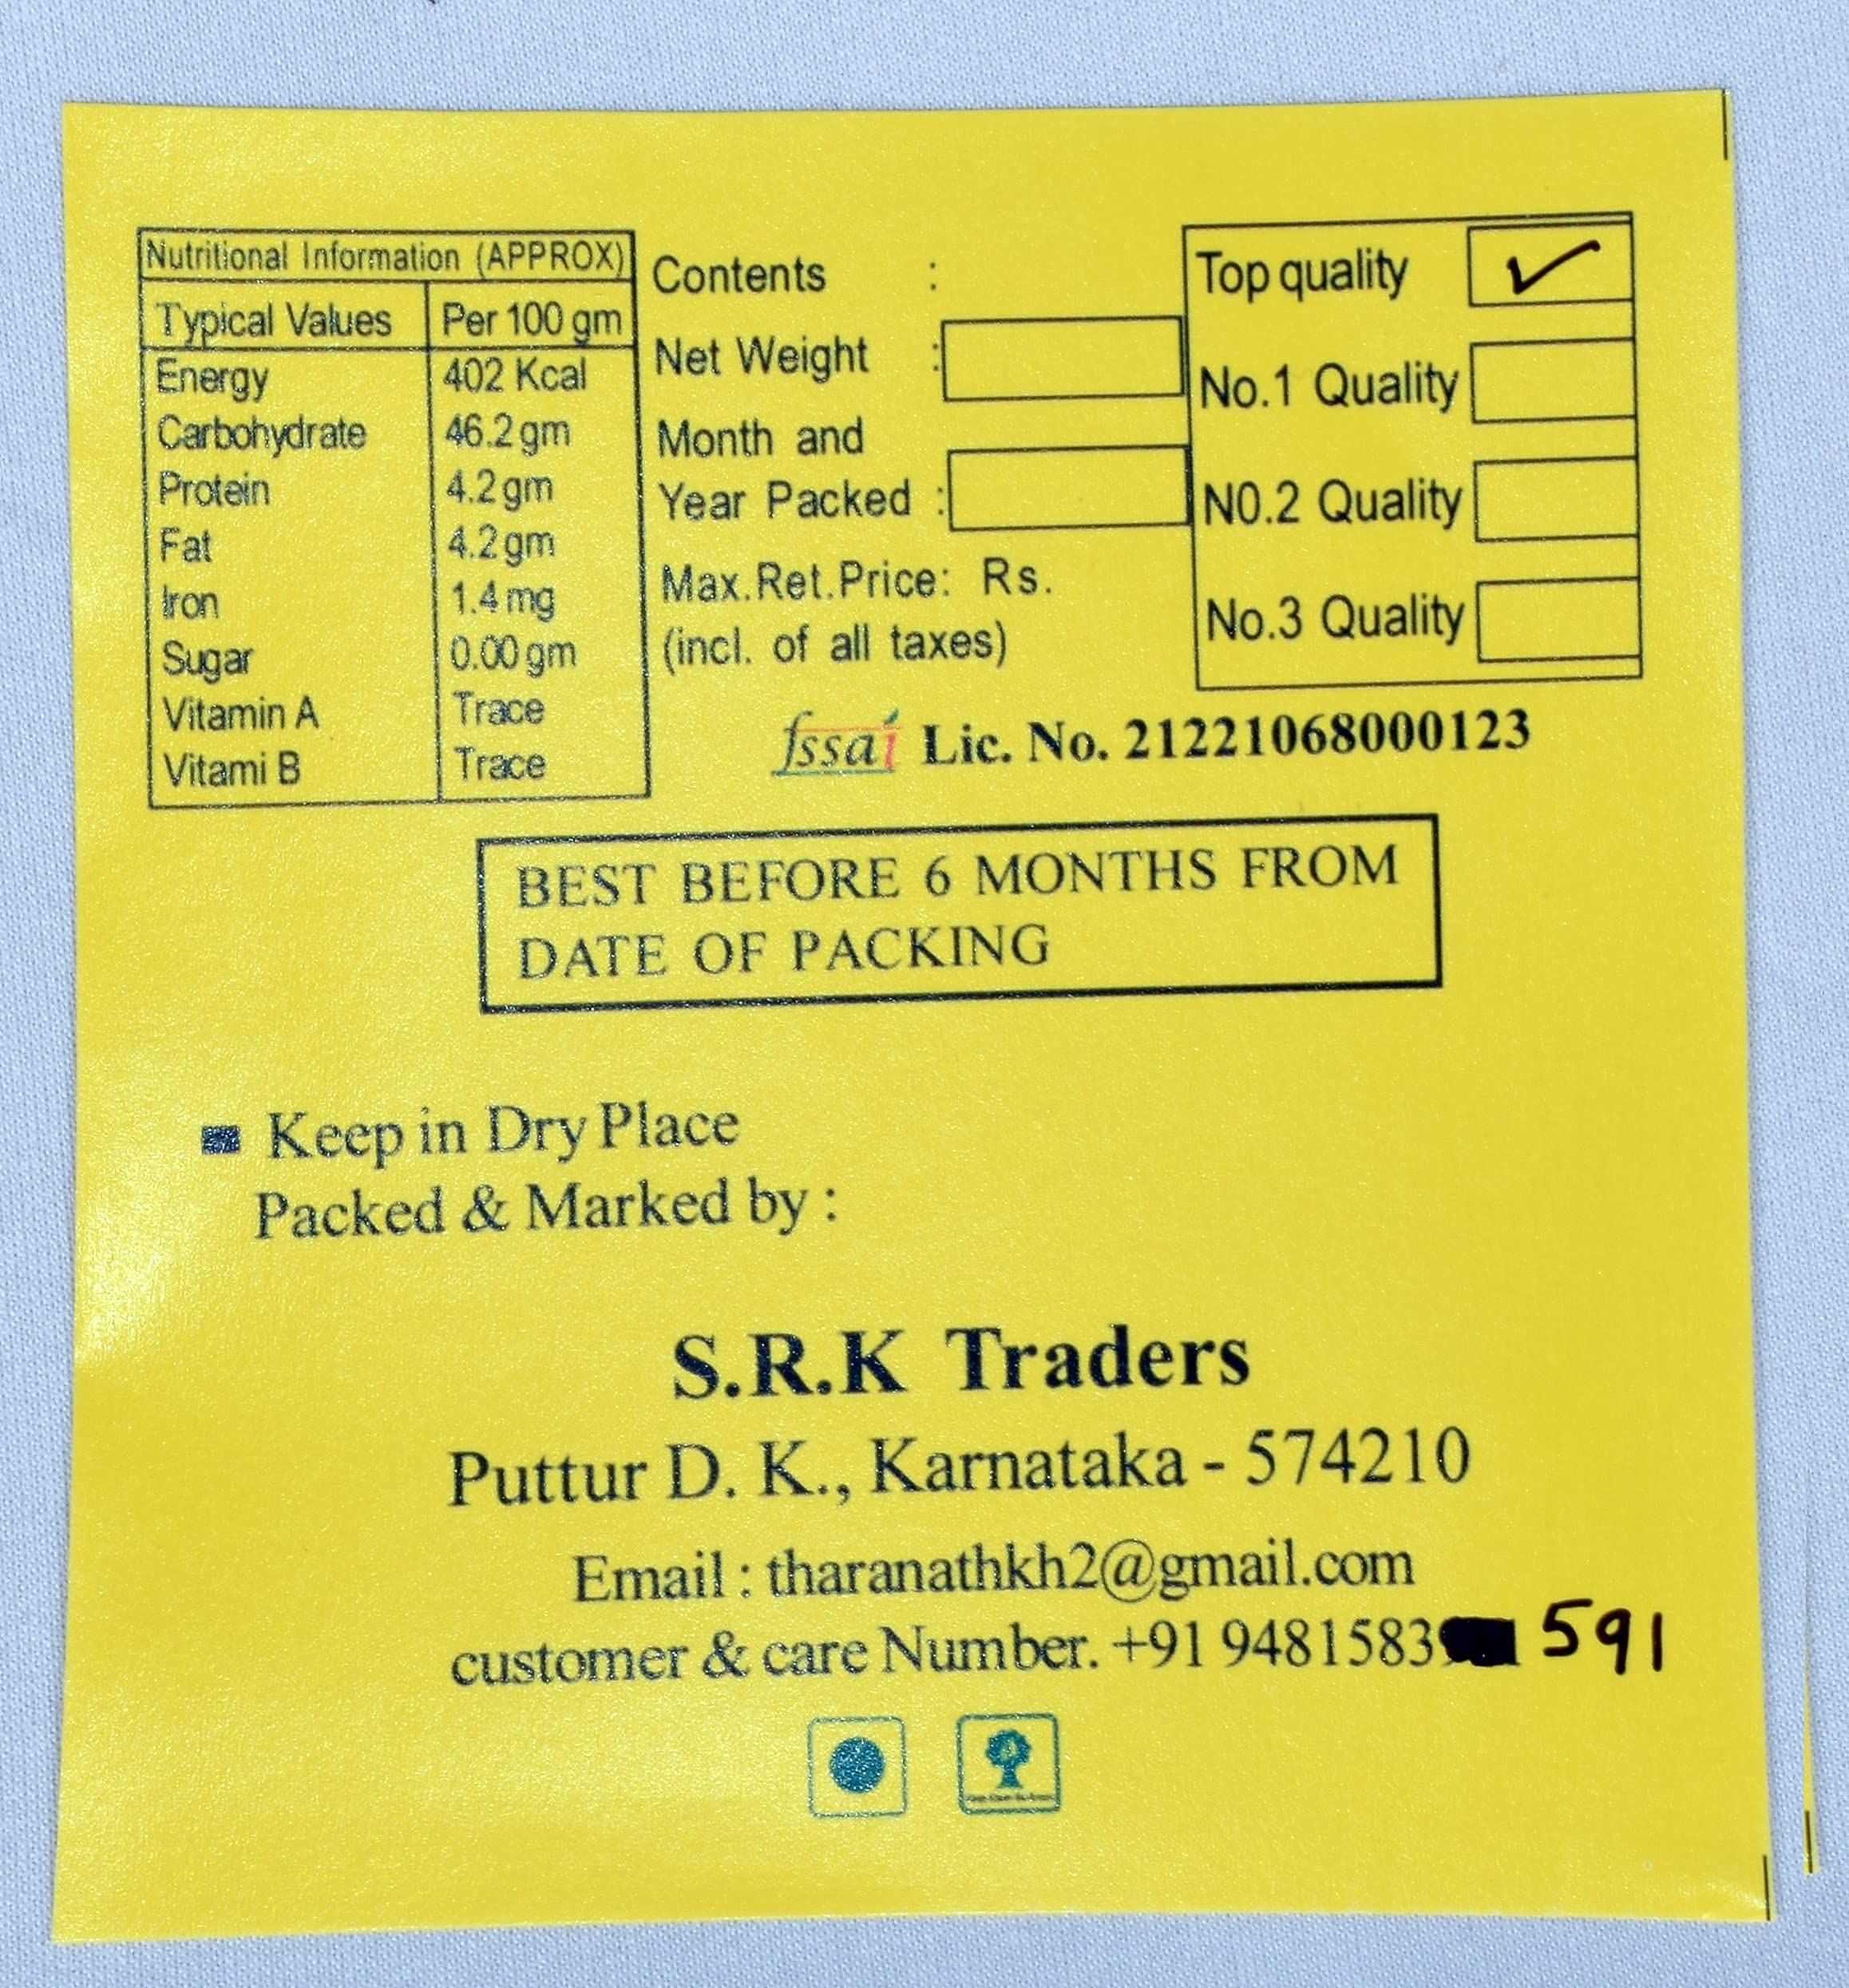 Nutritional Information (APPROX)
Typical Values Per 100 gm
Energy 402 Kcal
Carbohydrate 46.2 gm
Protein 4.2 gm
Fat 4.2 gm
Iron 1.4 mg
Sugar 0.00 gm
Vitamin A Trace
Vitami B Trace
Contents :
Net Weight :
Month and
Year Packed :
Max.Ret.Price: Rs.
(incl. of all taxes)
Top quality ✓
No.1 Quality
N0.2 Quality
No.3 Quality
fssai Lic. No. 21221068000123
BEST BEFORE 6 MONTHS FROM
DATE OF PACKING
Keep in Dry Place
Packed & Marked by :
S.R.K Traders
Puttur D. K., Karnataka - 574210
Email : tharanathkh2@gmail.com
customer & care Number. +91 9481583 591